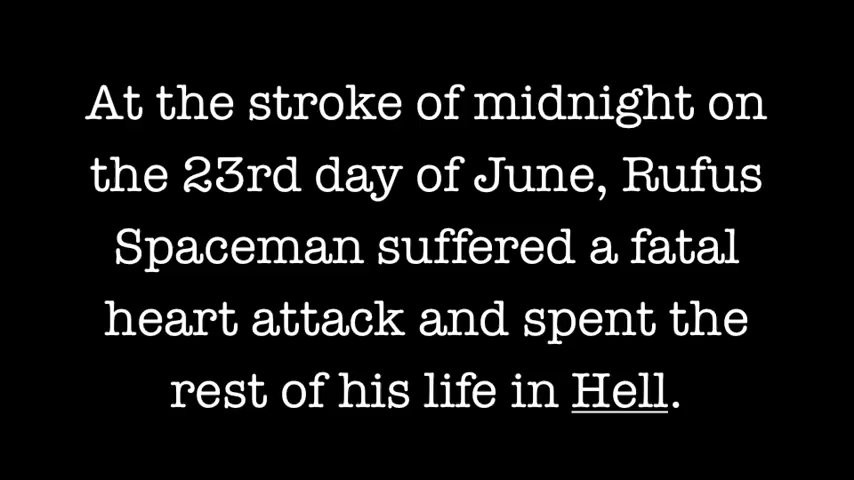 At the stroke of midnight on
the 23rd day of June, Rufus
Spaceman suffered a fatal
heart attack and spent the
rest of his life in Hell.